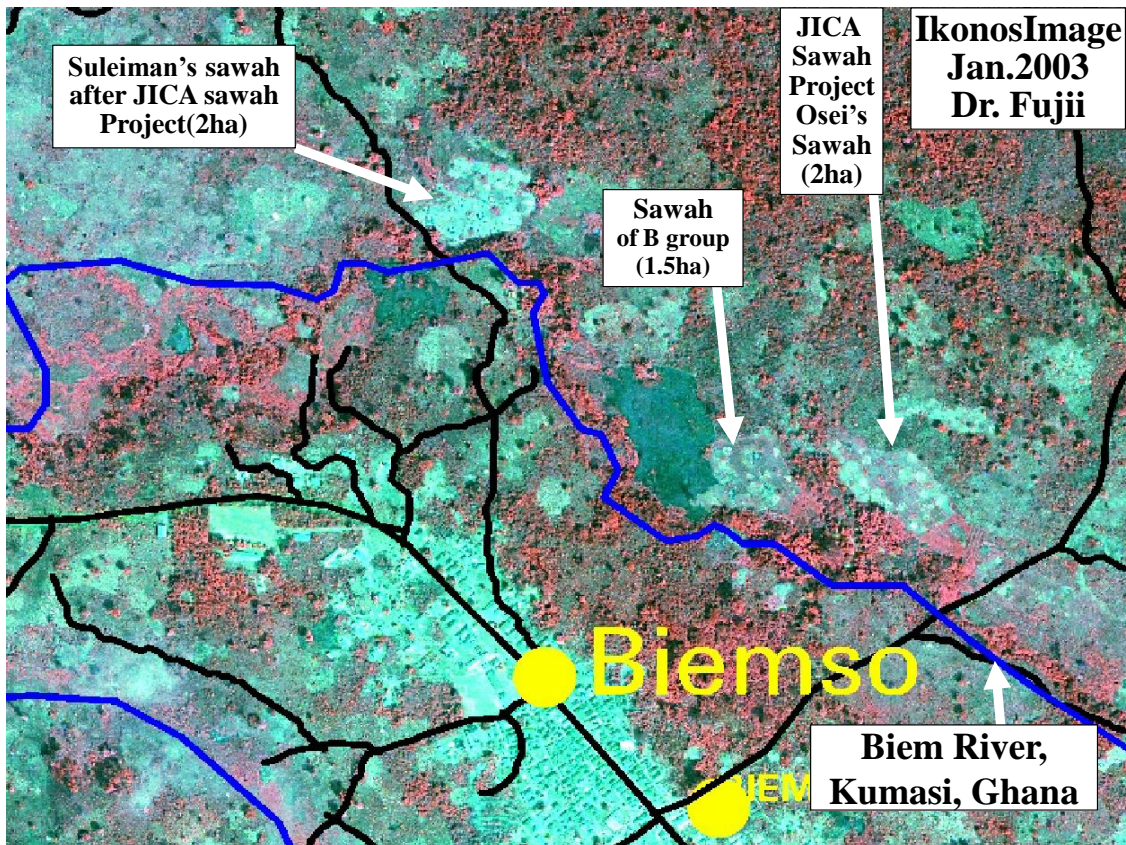 Suleiman's sawah
after JICA sawah
Project(2ha)
JICA
Sawah
Project
Osei's
Sawah
(2ha)
IkonosImage
Jan.2003
Dr. Fujii
Sawah
of B group
(1.5ha)
Biemso
Biem River,
Kumasi, Ghana